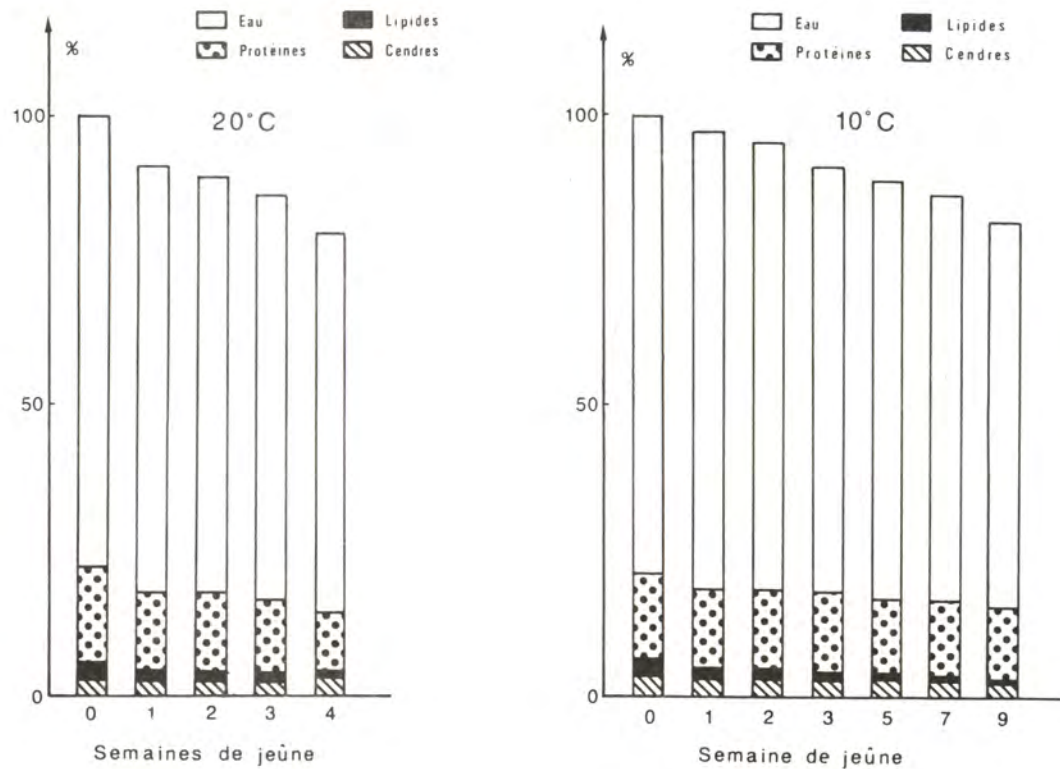 Eau
Lipides
Protéines
Cendres
%
100
50
0
20°C
0 1 2 3 4
Semaines de jeûne
Eau
Lipides
Protéines
Cendres
%
100
50
0
10°C
0 1 2 3 5 7 9
Semaine de jeûne